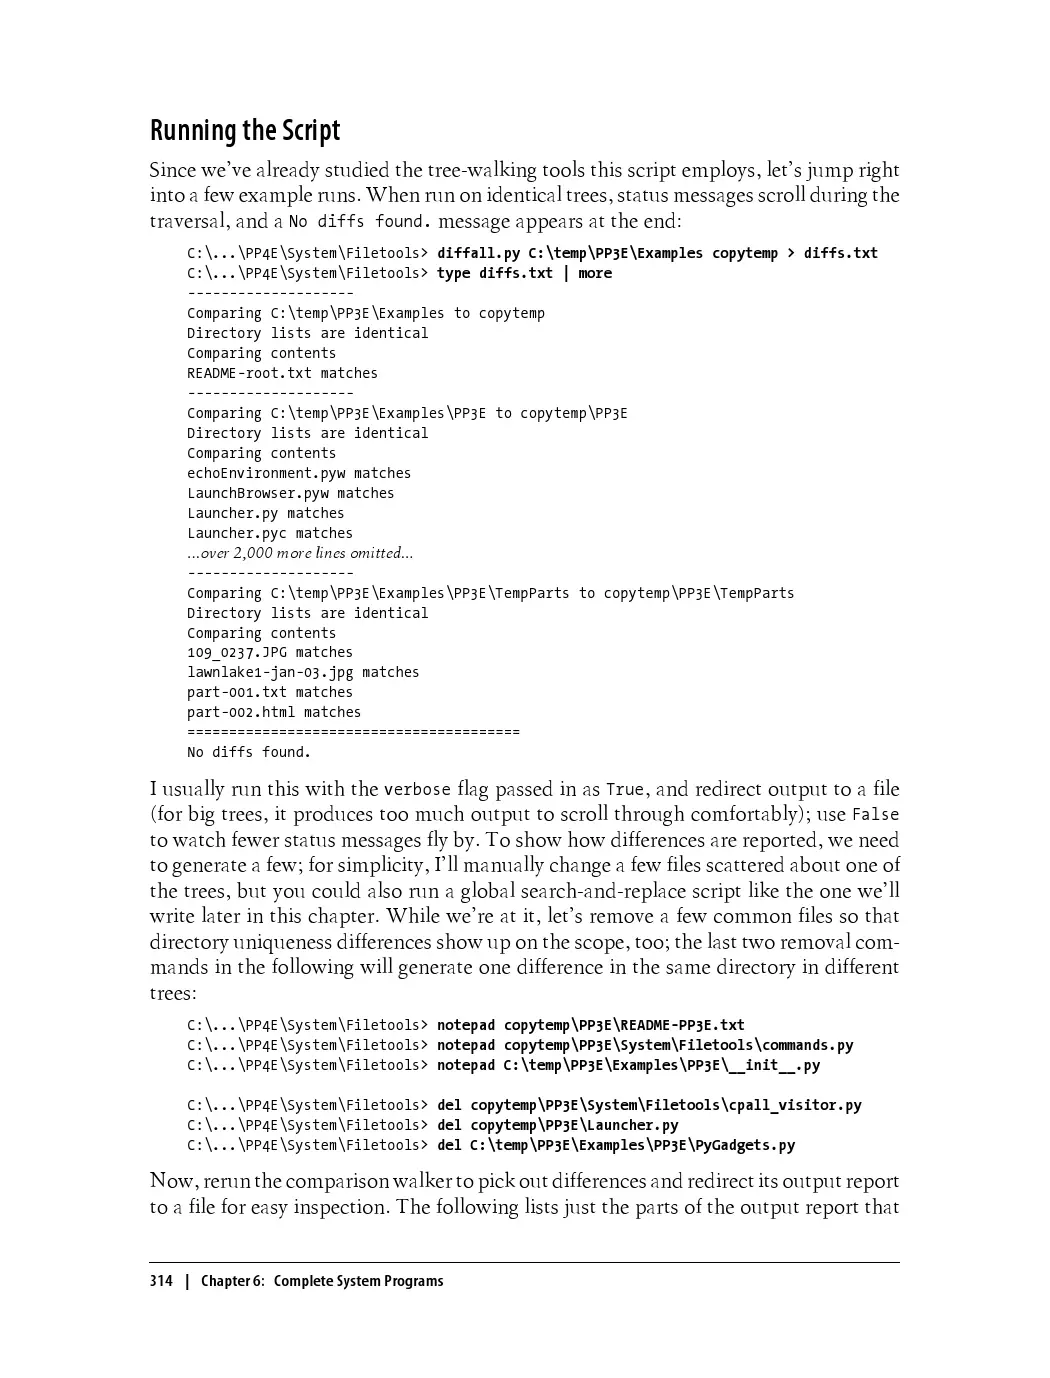 Running the Script
Since we’ve already studied the tree-walking tools this script employs, let’s jump right
into a few example runs. When run on identical trees, status messages scroll during the
traversal, and a No diffs found. message appears at the end:
C:\...\PP4E\System\Filetools> diffall.py C:\temp\PP3E\Examples copytemp > diffs.txt
C:\...\PP4E\System\Filetools> type diffs.txt | more
--------------------
Comparing C:\temp\PP3E\Examples to copytemp
Directory lists are identical
Comparing contents
README-root.txt matches
--------------------
Comparing C:\temp\PP3E\Examples\PP3E to copytemp\PP3E
Directory lists are identical
Comparing contents
echoEnvironment.pyw matches
LaunchBrowser.pyw matches
Launcher.py matches
Launcher.pyc matches
...over 2,000 more lines omitted...
--------------------
Comparing C:\temp\PP3E\Examples\PP3E\TempParts to copytemp\PP3E\TempParts
Directory lists are identical
Comparing contents
109_0237.JPG matches
lawnlake1-jan-03.jpg matches
part-001.txt matches
part-002.html matches
========================================
No diffs found.
I usually run this with the verbose flag passed in as True, and redirect output to a file
(for big trees, it produces too much output to scroll through comfortably); use False
to watch fewer status messages fly by. To show how differences are reported, we need
to generate a few; for simplicity, I’ll manually change a few files scattered about one of
the trees, but you could also run a global search-and-replace script like the one we’ll
write later in this chapter. While we’re at it, let’s remove a few common files so that
directory uniqueness differences show up on the scope, too; the last two removal com-
mands in the following will generate one difference in the same directory in different
trees:
C:\...\PP4E\System\Filetools> notepad copytemp\PP3E\README-PP3E.txt
C:\...\PP4E\System\Filetools> notepad copytemp\PP3E\System\Filetools\commands.py
C:\...\PP4E\System\Filetools> notepad C:\temp\PP3E\Examples\PP3E\__init__.py
C:\...\PP4E\System\Filetools> del copytemp\PP3E\System\Filetools\cpall_visitor.py
C:\...\PP4E\System\Filetools> del copytemp\PP3E\Launcher.py
C:\...\PP4E\System\Filetools> del C:\temp\PP3E\Examples\PP3E\PyGadgets.py
Now, rerun the comparison walker to pick out differences and redirect its output report
to a file for easy inspection. The following lists just the parts of the output report that
314 | Chapter 6: Complete System Programs